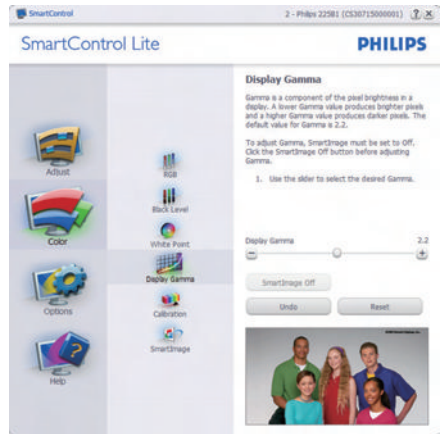 SmartControl
2 - Philips 225B1 (CS30715000001)
SmartControl Lite
PHILIPS
Adjust
Color
Options
Help
RGB
Black Level
White Point
Display Gamma
Calibration
SmartImage
Display Gamma
Gamma is a component of the pixel brightness in a
display. A lower Gamma value produces brighter pixels
and a higher Gamma value produces darker pixels. The
default value for Gamma is 2.2.
To adjust Gamma, SmartImage must be set to Off.
Click the SmartImage Off button before adjusting
Gamma.
1. Use the slider to select the desired Gamma.
Display Gamma 2.2
SmartImage Off
Undo Reset